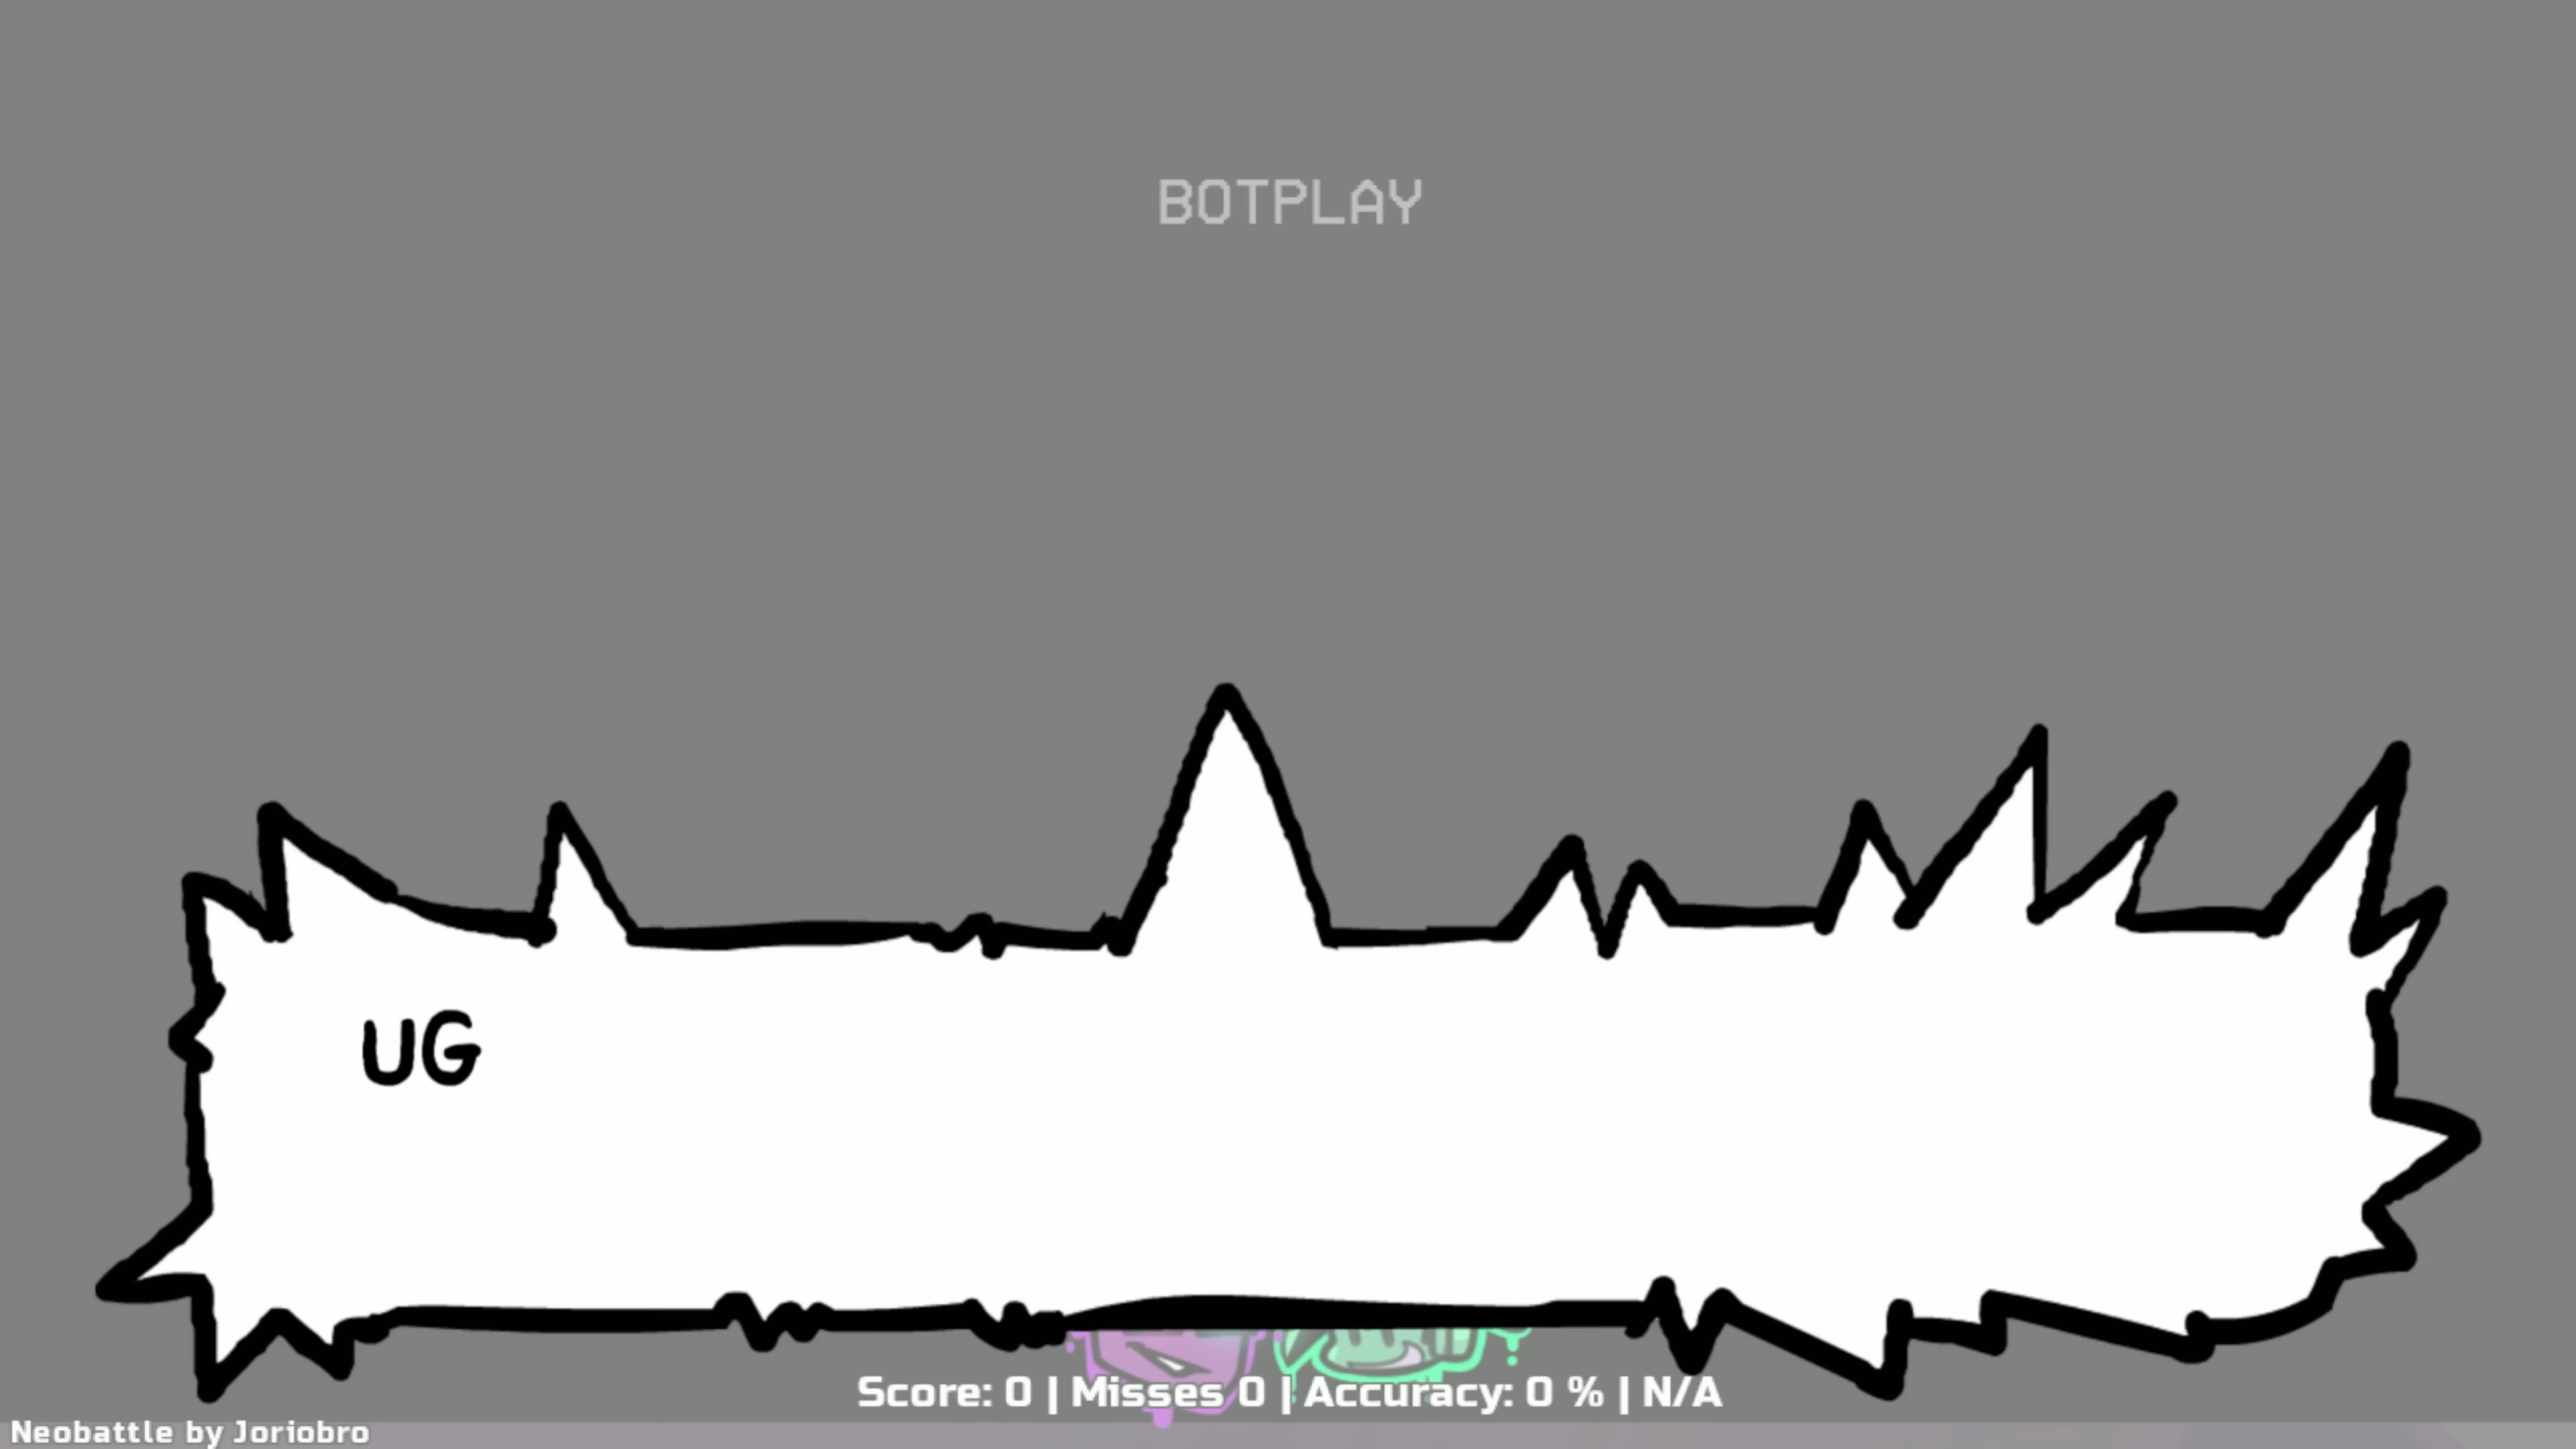 BOTPLAY
UG
Score: 0 | Misses 0 | Accuracy: 0 % | N/A
Neobattle by Joriobro